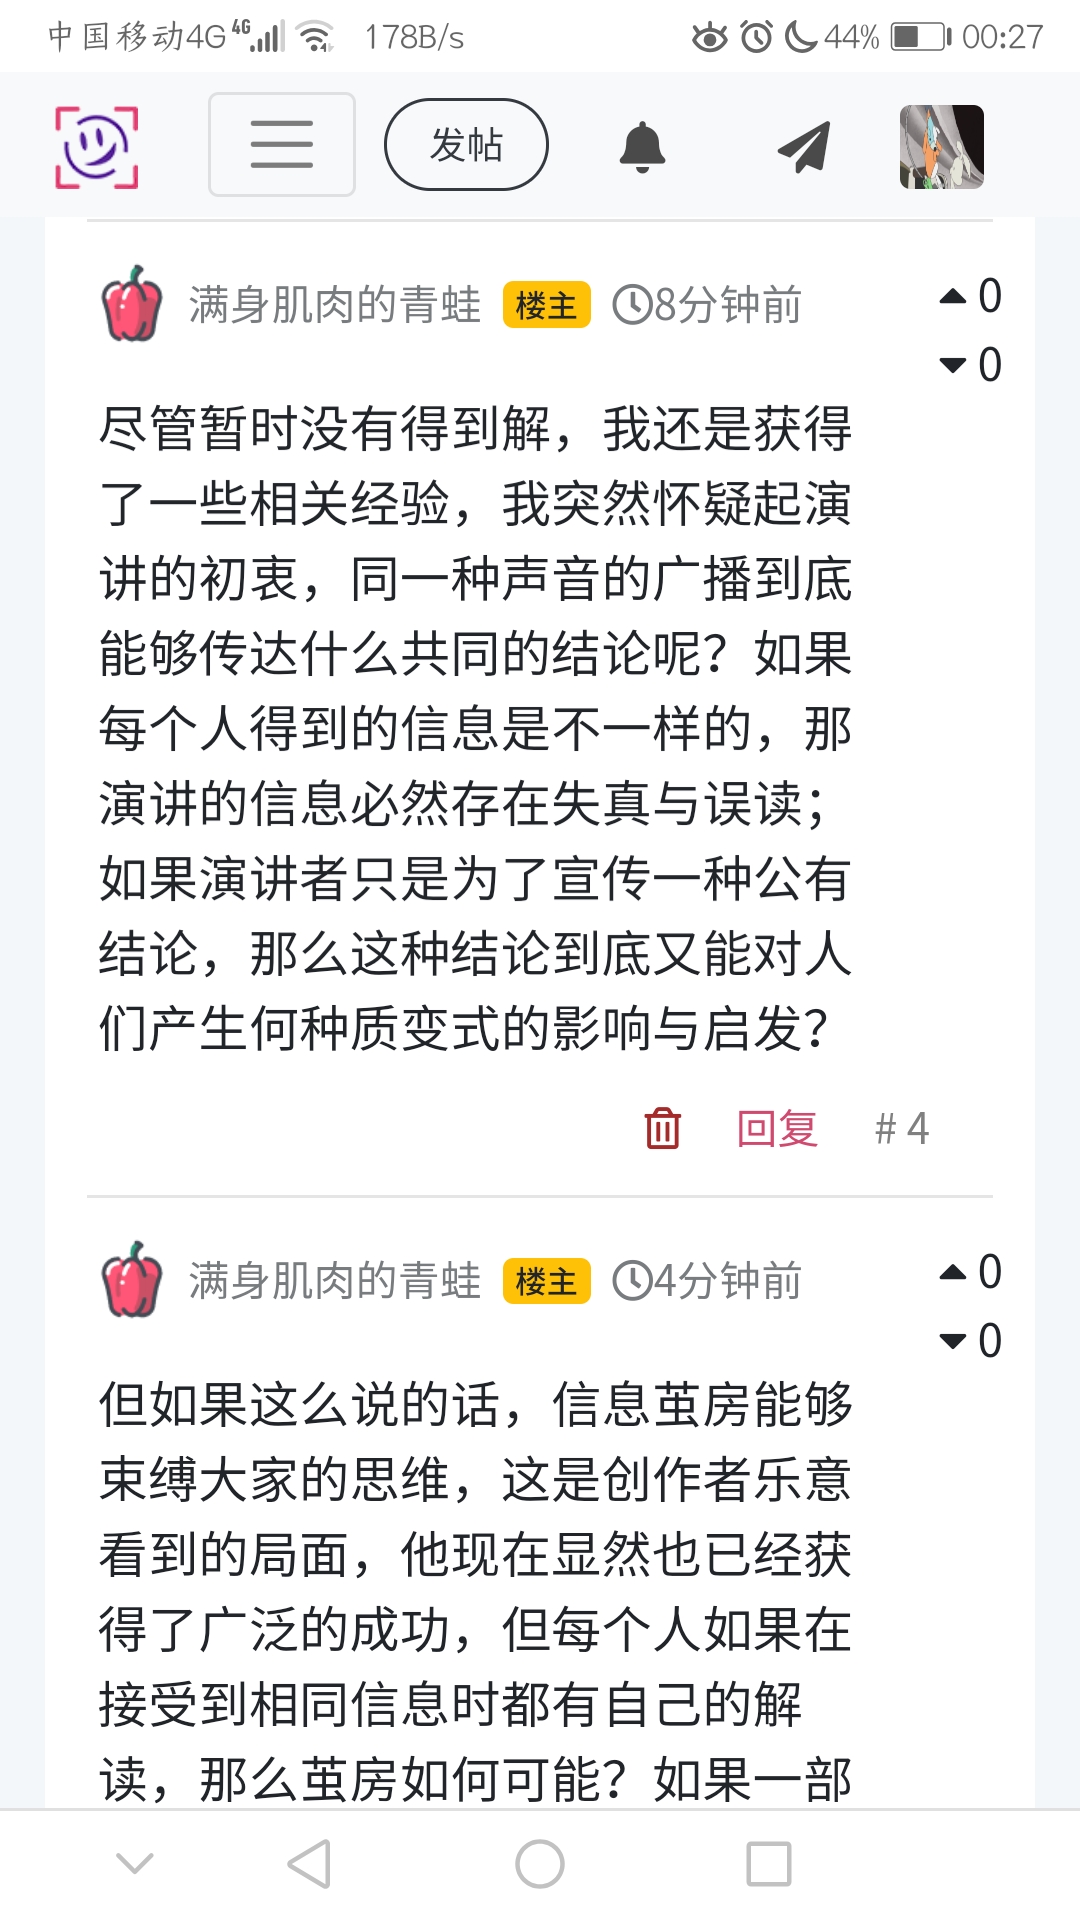 中国移动4G 4G 178B/s 44% 00:27
发帖
满身肌肉的青蛙 楼主 8分钟前 0
0
尽管暂时没有得到解，我还是获得
了一些相关经验，我突然怀疑起演
讲的初衷，同一种声音的广播到底
能够传达什么共同的结论呢？如果
每个人得到的信息是不一样的，那
演讲的信息必然存在失真与误读；
如果演讲者只是为了宣传一种公有
结论，那么这种结论到底又能对人
们产生何种质变式的影响与启发？
回复 # 4
满身肌肉的青蛙 楼主 4分钟前 0
0
但如果这么说的话，信息茧房能够
束缚大家的思维，这是创作者乐意
看到的局面，他现在显然也已经获
得了广泛的成功，但每个人如果在
接受到相同信息时都有自己的解
读，那么茧房如何可能？如果一部